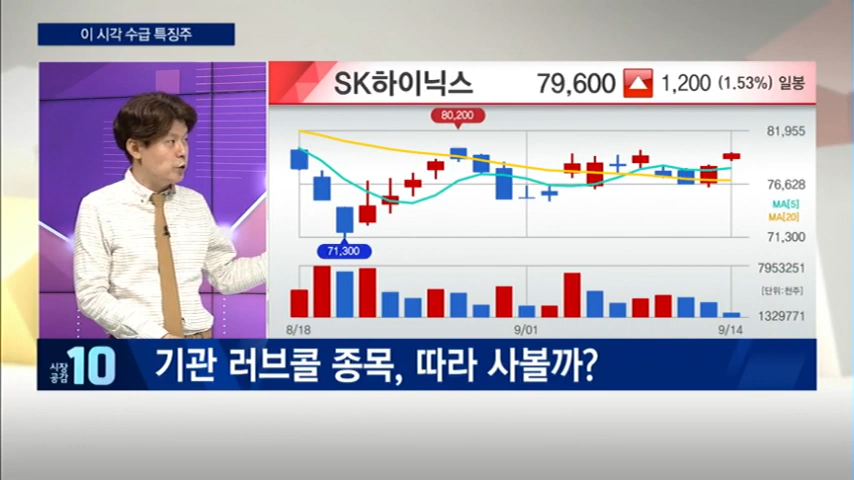 이 시각 수급 특징주
SK하이닉스 79,600 1,200 (1.53%) 일봉
80,200
81,955
76,628
MA[5]
MA[20]
71,300
71,300
7953251
[단위:천주]
1329771
8/18 9/01 9/14
시장공감 10
기관 러브콜 종목, 따라 사볼까?